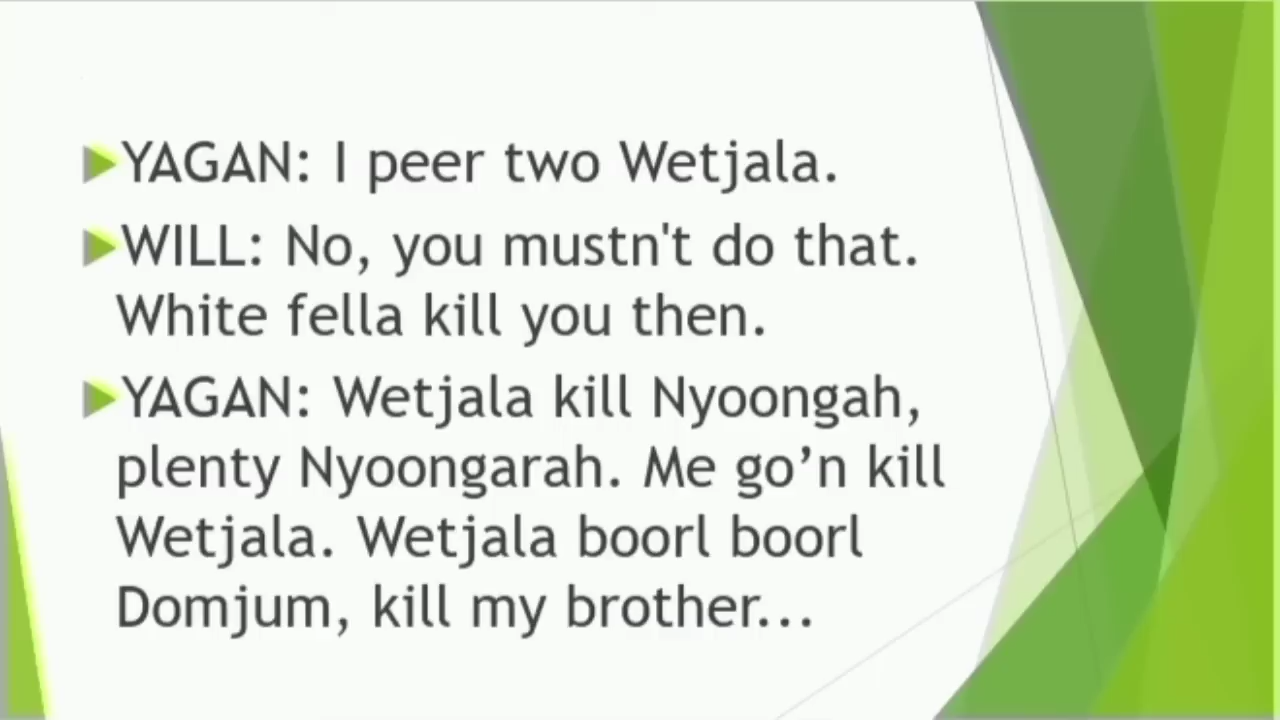 YAGAN: I peer two Wetjala.
WILL: No, you mustn't do that.
White fella kill you then.
YAGAN: Wetjala kill Nyoongah,
plenty Nyoongarah. Me go’n kill
Wetjala. Wetjala boorl boorl
Domjum, kill my brother...